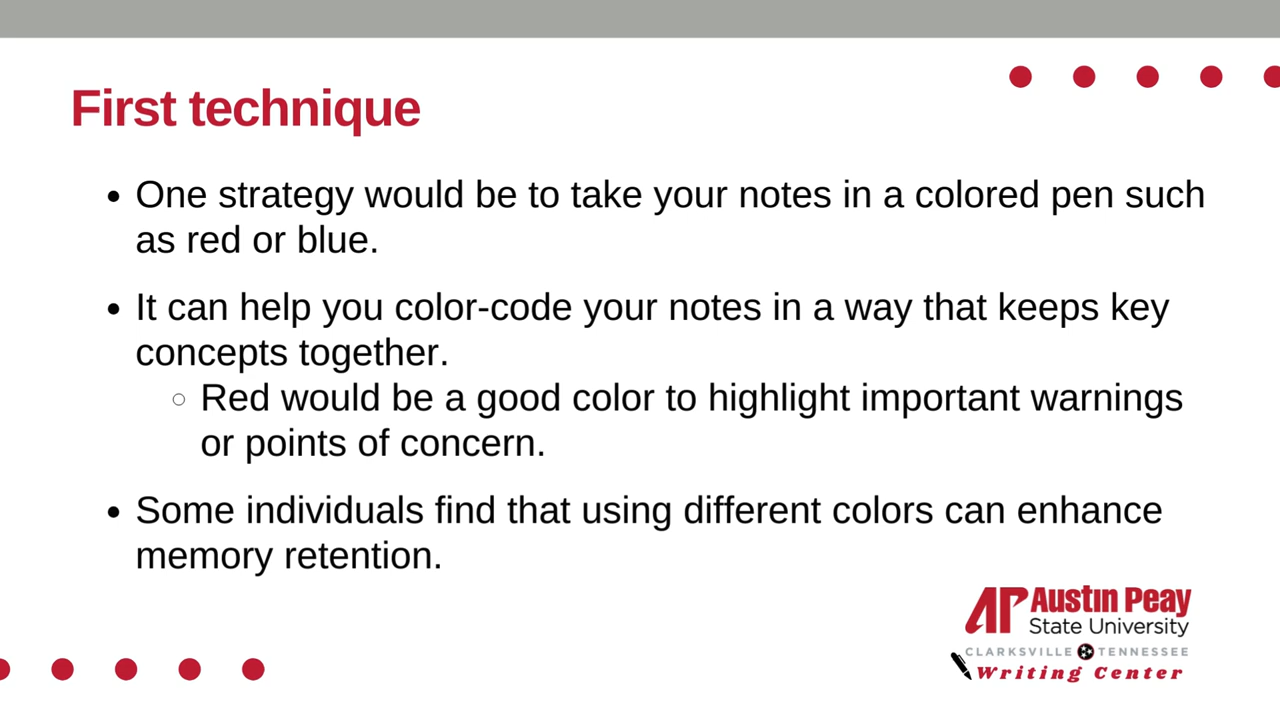 First technique
One strategy would be to take your notes in a colored pen such
as red or blue.
It can help you color-code your notes in a way that keeps key
concepts together.
Red would be a good color to highlight important warnings
or points of concern.
Some individuals find that using different colors can enhance
memory retention.
AP Austin Peay
State University
CLARKSVILLE TENNESSEE
Writing Center